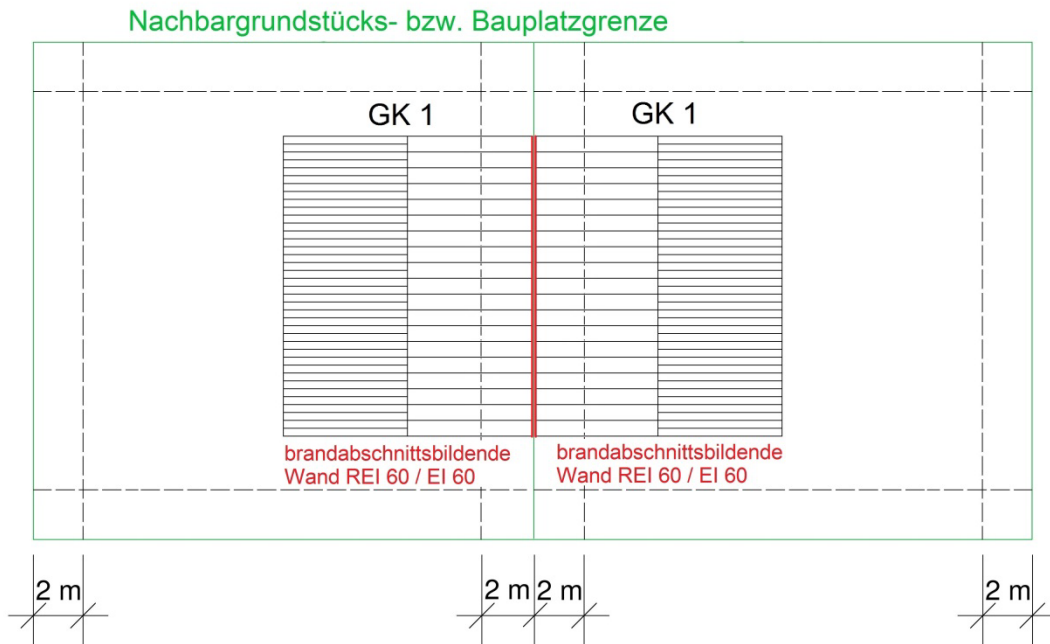 Nachbargrundstücks- bzw. Bauplatzgrenze
GK 1
GK 1
brandabschnittsbildende
Wand REI 60 / EI 60
brandabschnittsbildende
Wand REI 60 / EI 60
2 m
2 m
2 m
2 m